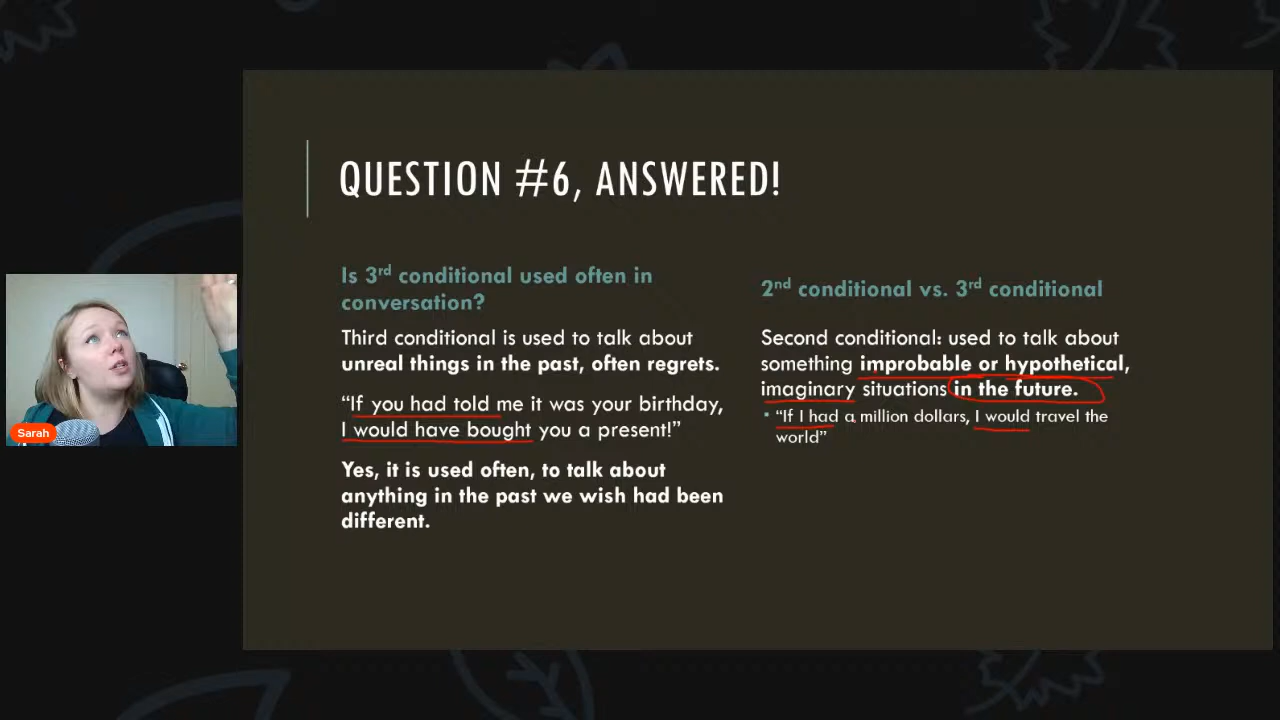 QUESTION #6, ANSWERED!
Is 3rd conditional used often in
conversation?
Third conditional is used to talk about
unreal things in the past, often regrets.
“If you had told me it was your birthday,
I would have bought you a present!”
Yes, it is used often, to talk about
anything in the past we wish had been
different.
2nd conditional vs. 3rd conditional
Second conditional: used to talk about
something improbable or hypothetical,
imaginary situations in the future.
• “If I had a million dollars, I would travel the
world”
Sarah